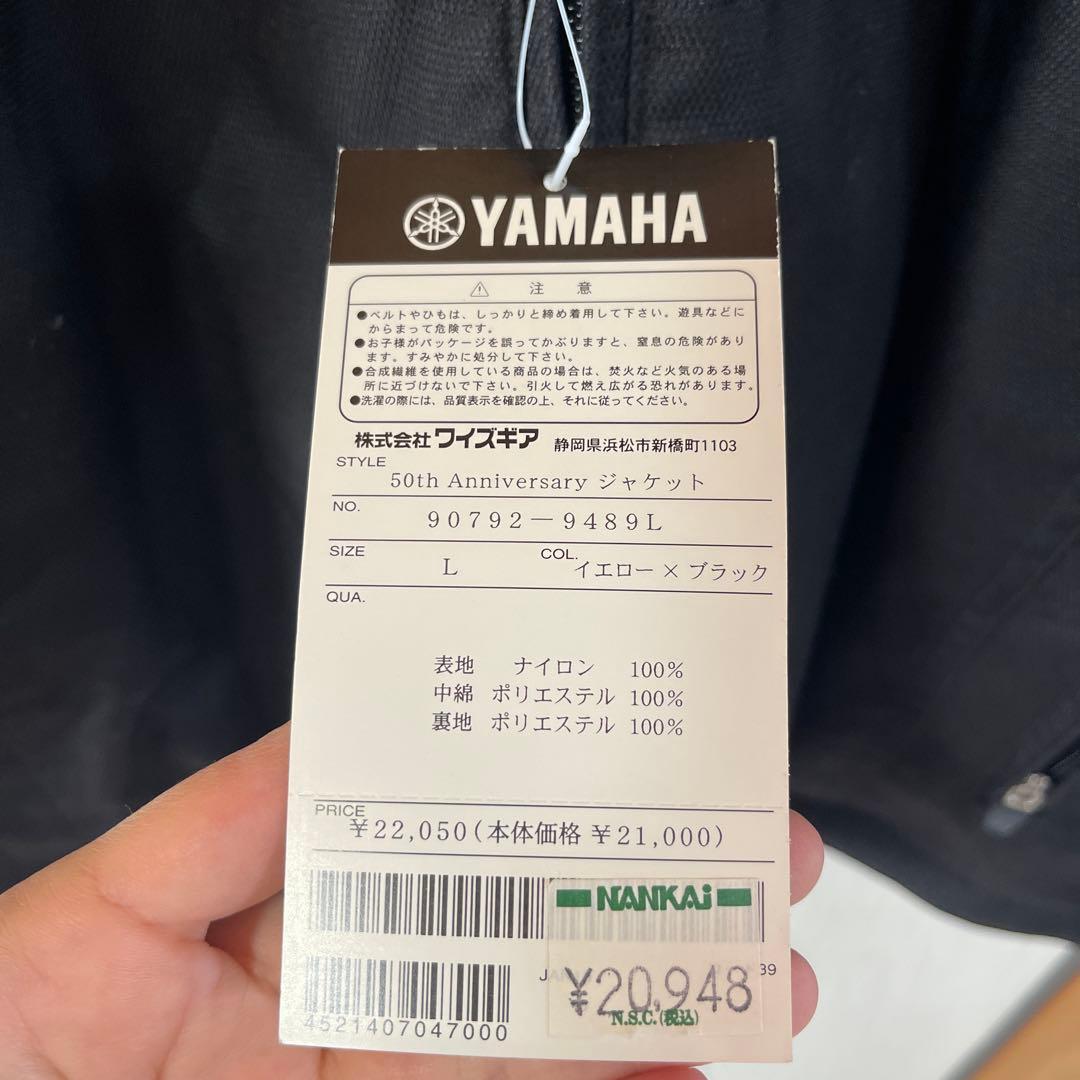 YAMAHA
注 意
●ベルトやひもは、しっかりと締め着用して下さい。遊具などに
からまって危険です。
●お子様がパッケージを誤ってかぶりますと、窒息の危険があり
ます。すみやかに処分して下さい。
●合成繊維を使用している商品の場合は、焚火など火気のある場
所に近づけないで下さい。引火して燃え広がる恐れがあります。
●洗濯の際には、品質表示を確認の上、それに従ってください。
株式会社 ワイズギア 静岡県浜松市新橋町1103
STYLE
50th Anniversary ジャケット
NO.
90792-9489L
SIZE L COL. イエロー × ブラック
QUA.
表地 ナイロン 100%
中綿 ポリエステル 100%
裏地 ポリエステル 100%
PRICE
¥22,050(本体価格 ¥21,000)
NANKAi
39
¥20,948
N.S.C.(税込)
4521407047000